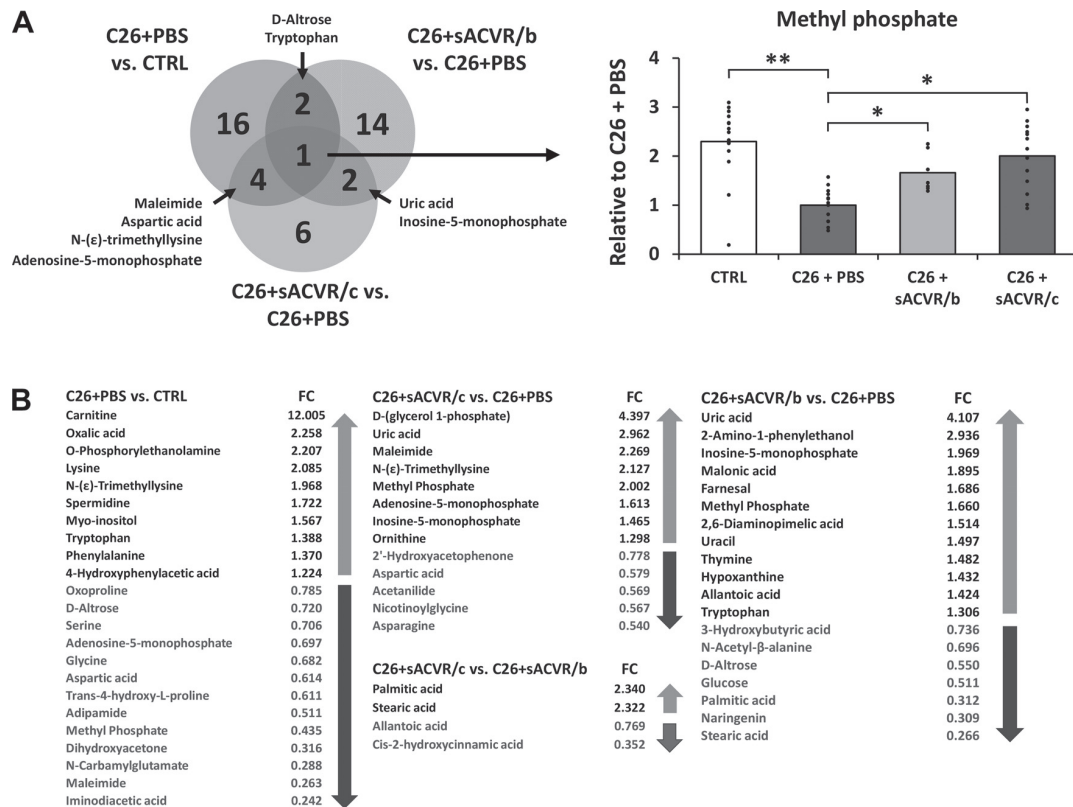 A
C26+PBS
vs. CTRL
D-Altrose
Tryptophan
C26+sACVR/b
vs. C26+PBS
16
2
14
1
4
2
6
Maleimide
Aspartic acid
N-(ε)-trimethyllysine
Adenosine-5-monophosphate
Uric acid
Inosine-5-monophosphate
C26+sACVR/c vs.
C26+PBS
Methyl phosphate
Relative to C26 + PBS
4
3
2
1
0
**
*
*
CTRL
C26 + PBS
C26 +
sACVR/b
C26 +
sACVR/c
B
C26+PBS vs. CTRL FC
Carnitine 12.005
Oxalic acid 2.258
O-Phosphorylethanolamine 2.207
Lysine 2.085
N-(ε)-Trimethyllysine 1.968
Spermidine 1.722
Myo-inositol 1.567
Tryptophan 1.388
Phenylalanine 1.370
4-Hydroxyphenylacetic acid 1.224
Oxoproline 0.785
D-Altrose 0.720
Serine 0.706
Adenosine-5-monophosphate 0.697
Glycine 0.682
Aspartic acid 0.614
Trans-4-hydroxy-L-proline 0.611
Adipamide 0.511
Methyl Phosphate 0.435
Dihydroxyacetone 0.316
N-Carbamylglutamate 0.288
Maleimide 0.263
Iminodiacetic acid 0.242
C26+sACVR/c vs. C26+PBS FC
D-(glycerol 1-phosphate) 4.397
Uric acid 2.962
Maleimide 2.269
N-(ε)-Trimethyllysine 2.127
Methyl Phosphate 2.002
Adenosine-5-monophosphate 1.613
Inosine-5-monophosphate 1.465
Ornithine 1.298
2'-Hydroxyacetophenone 0.778
Aspartic acid 0.579
Acetanilide 0.569
Nicotinoylglycine 0.567
Asparagine 0.540
C26+sACVR/c vs. C26+sACVR/b FC
Palmitic acid 2.340
Stearic acid 2.322
Allantoic acid 0.769
Cis-2-hydroxycinnamic acid 0.352
C26+sACVR/b vs. C26+PBS FC
Uric acid 4.107
2-Amino-1-phenylethanol 2.936
Inosine-5-monophosphate 1.969
Malonic acid 1.895
Farnesal 1.686
Methyl Phosphate 1.660
2,6-Diaminopimelic acid 1.514
Uracil 1.497
Thymine 1.482
Hypoxanthine 1.432
Allantoic acid 1.424
Tryptophan 1.306
3-Hydroxybutyric acid 0.736
N-Acetyl-β-alanine 0.696
D-Altrose 0.550
Glucose 0.511
Palmitic acid 0.312
Naringenin 0.309
Stearic acid 0.266